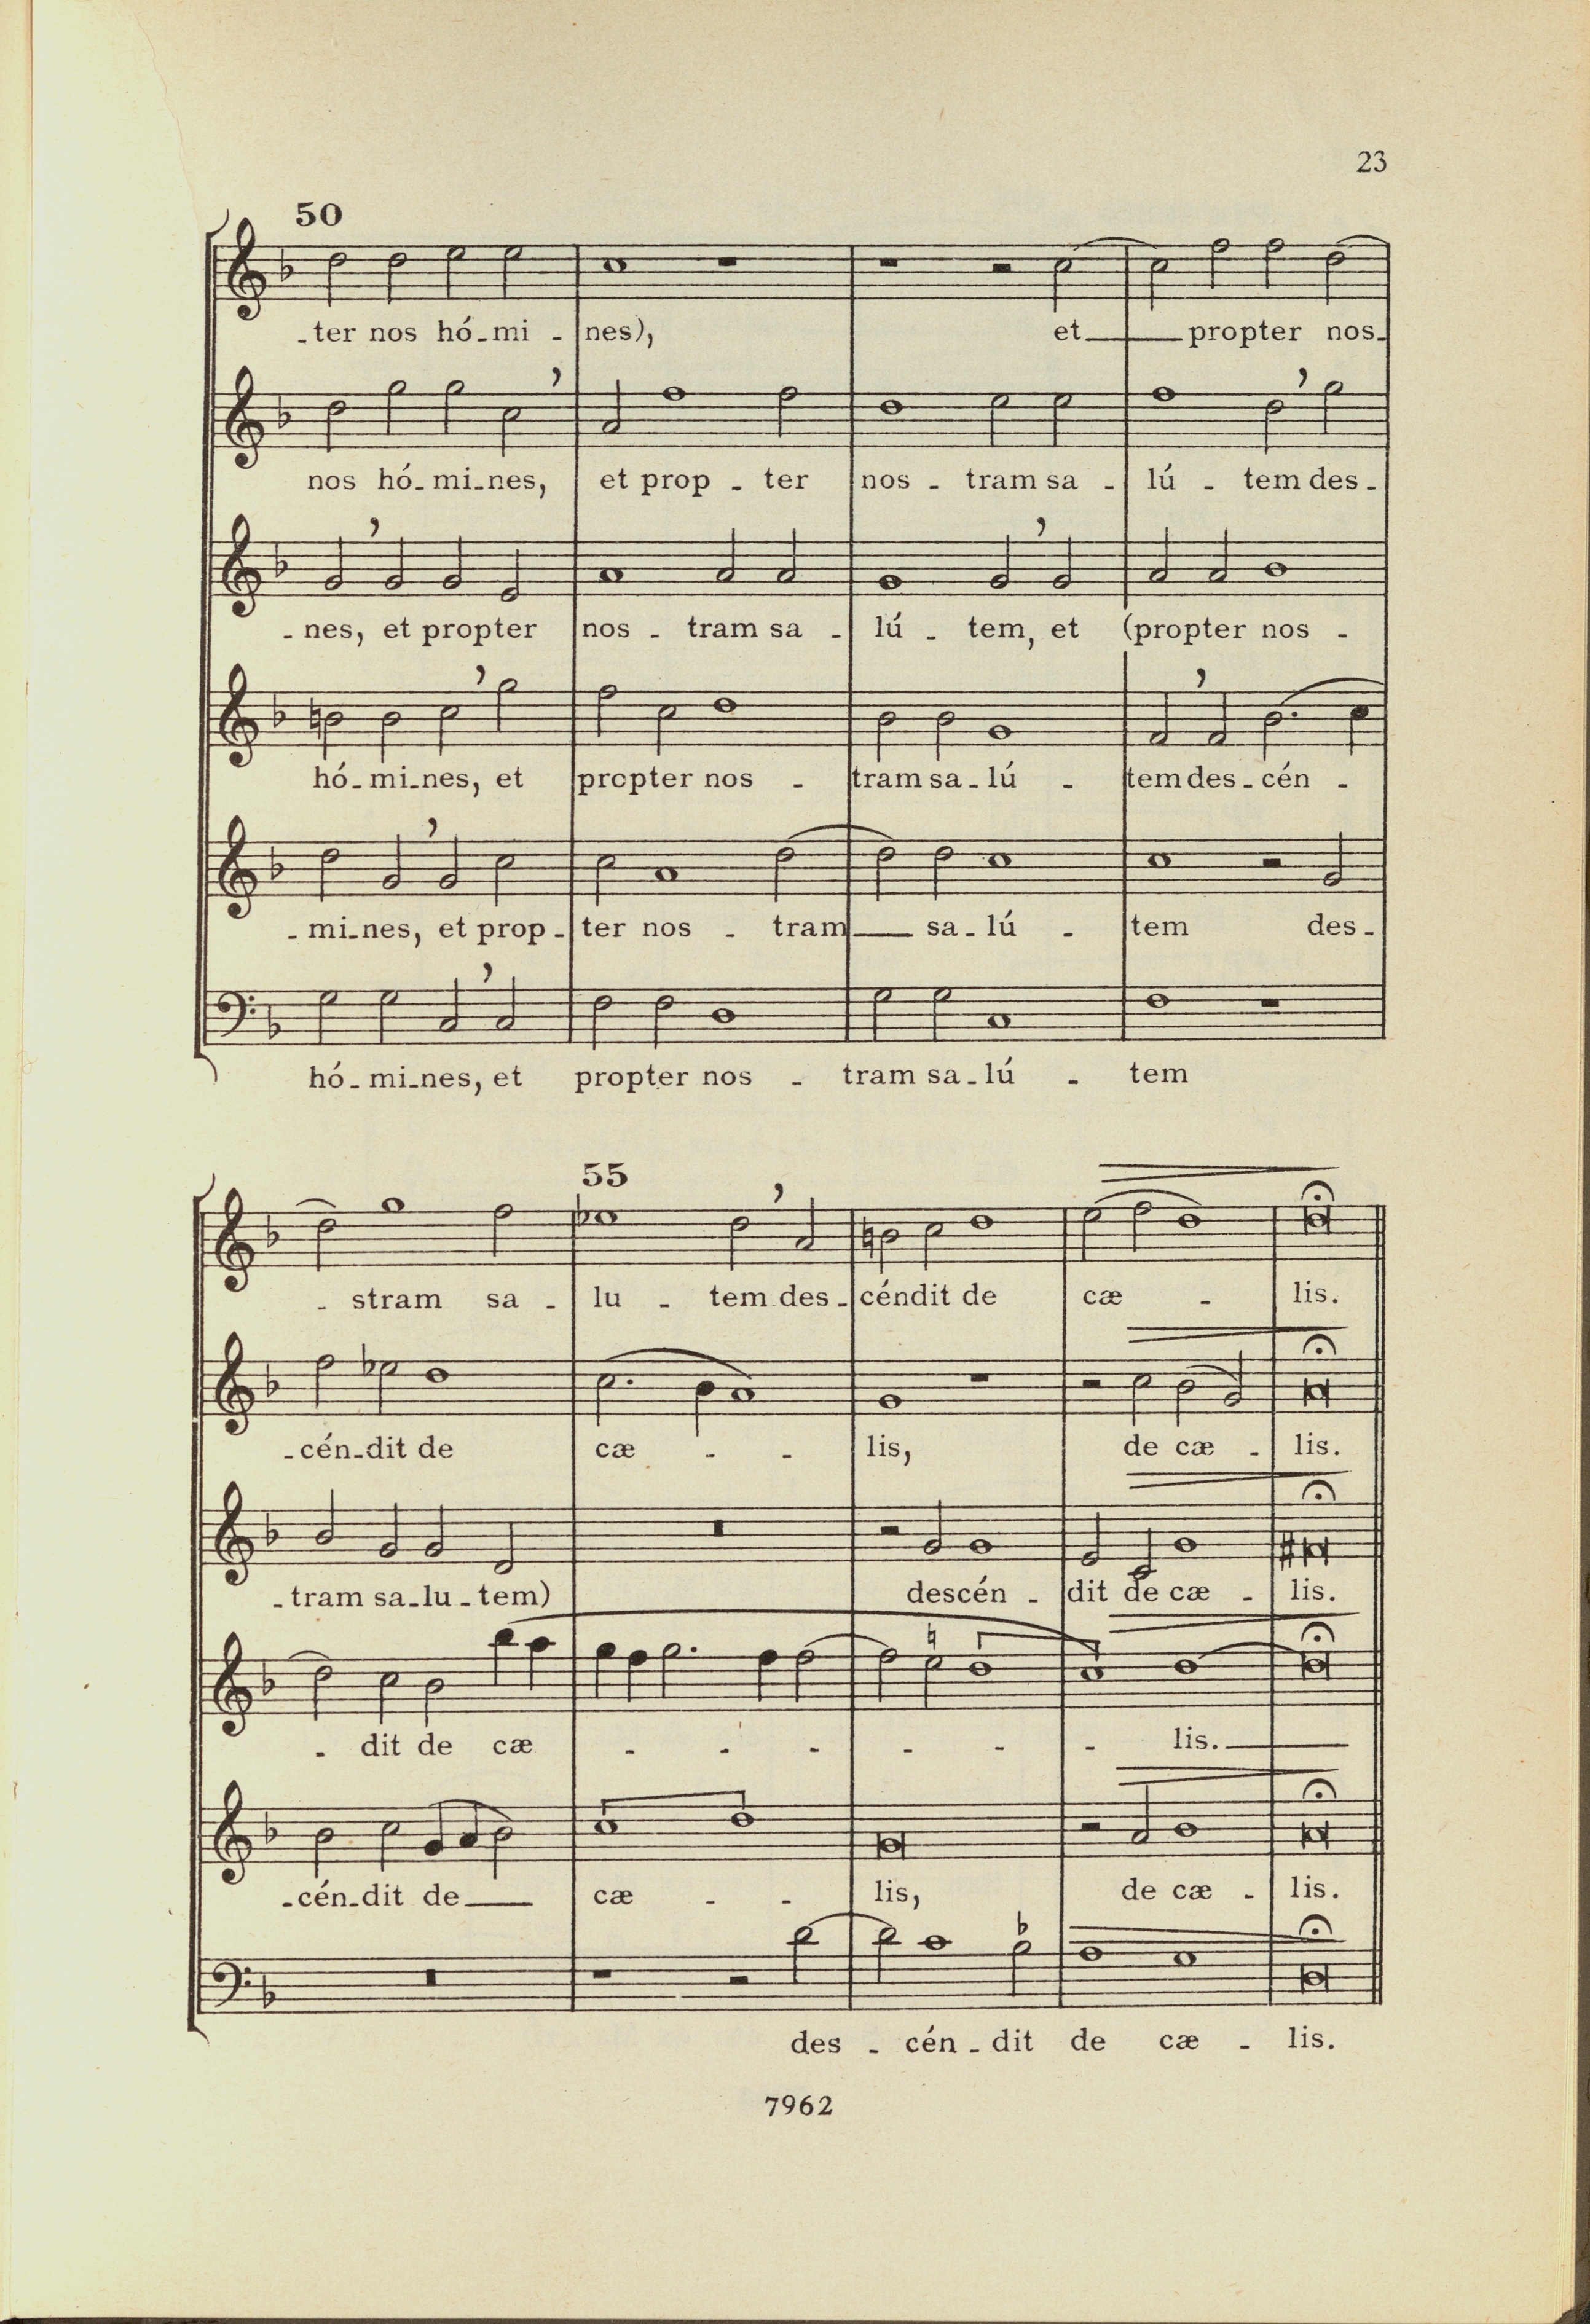 23
50
-ter nos hó-mi - nes), et propter nos-
nos hó-mi-nes, et prop - ter nos - tram sa - lú - tem des-
-nes, et propter nos - tram sa - lú - tem, et (propter nos -
hó-mi-nes, et propter nos - tram sa-lú - tem des-cén -
-mi-nes, et prop-ter nos - tram sa-lú - tem des-
hó-mi-nes, et propter nos - tram sa-lú - tem
55
- stram sa - lu - tem des-céndit de cæ - lis.
-cén-dit de cæ - - lis, de cæ - lis.
-tram sa-lu-tem) descén - dit de cæ - lis.
- dit de cæ - - - - - - lis.
-cén-dit de cæ - - lis, de cæ - lis.
des - cén-dit de cæ - lis.
7962